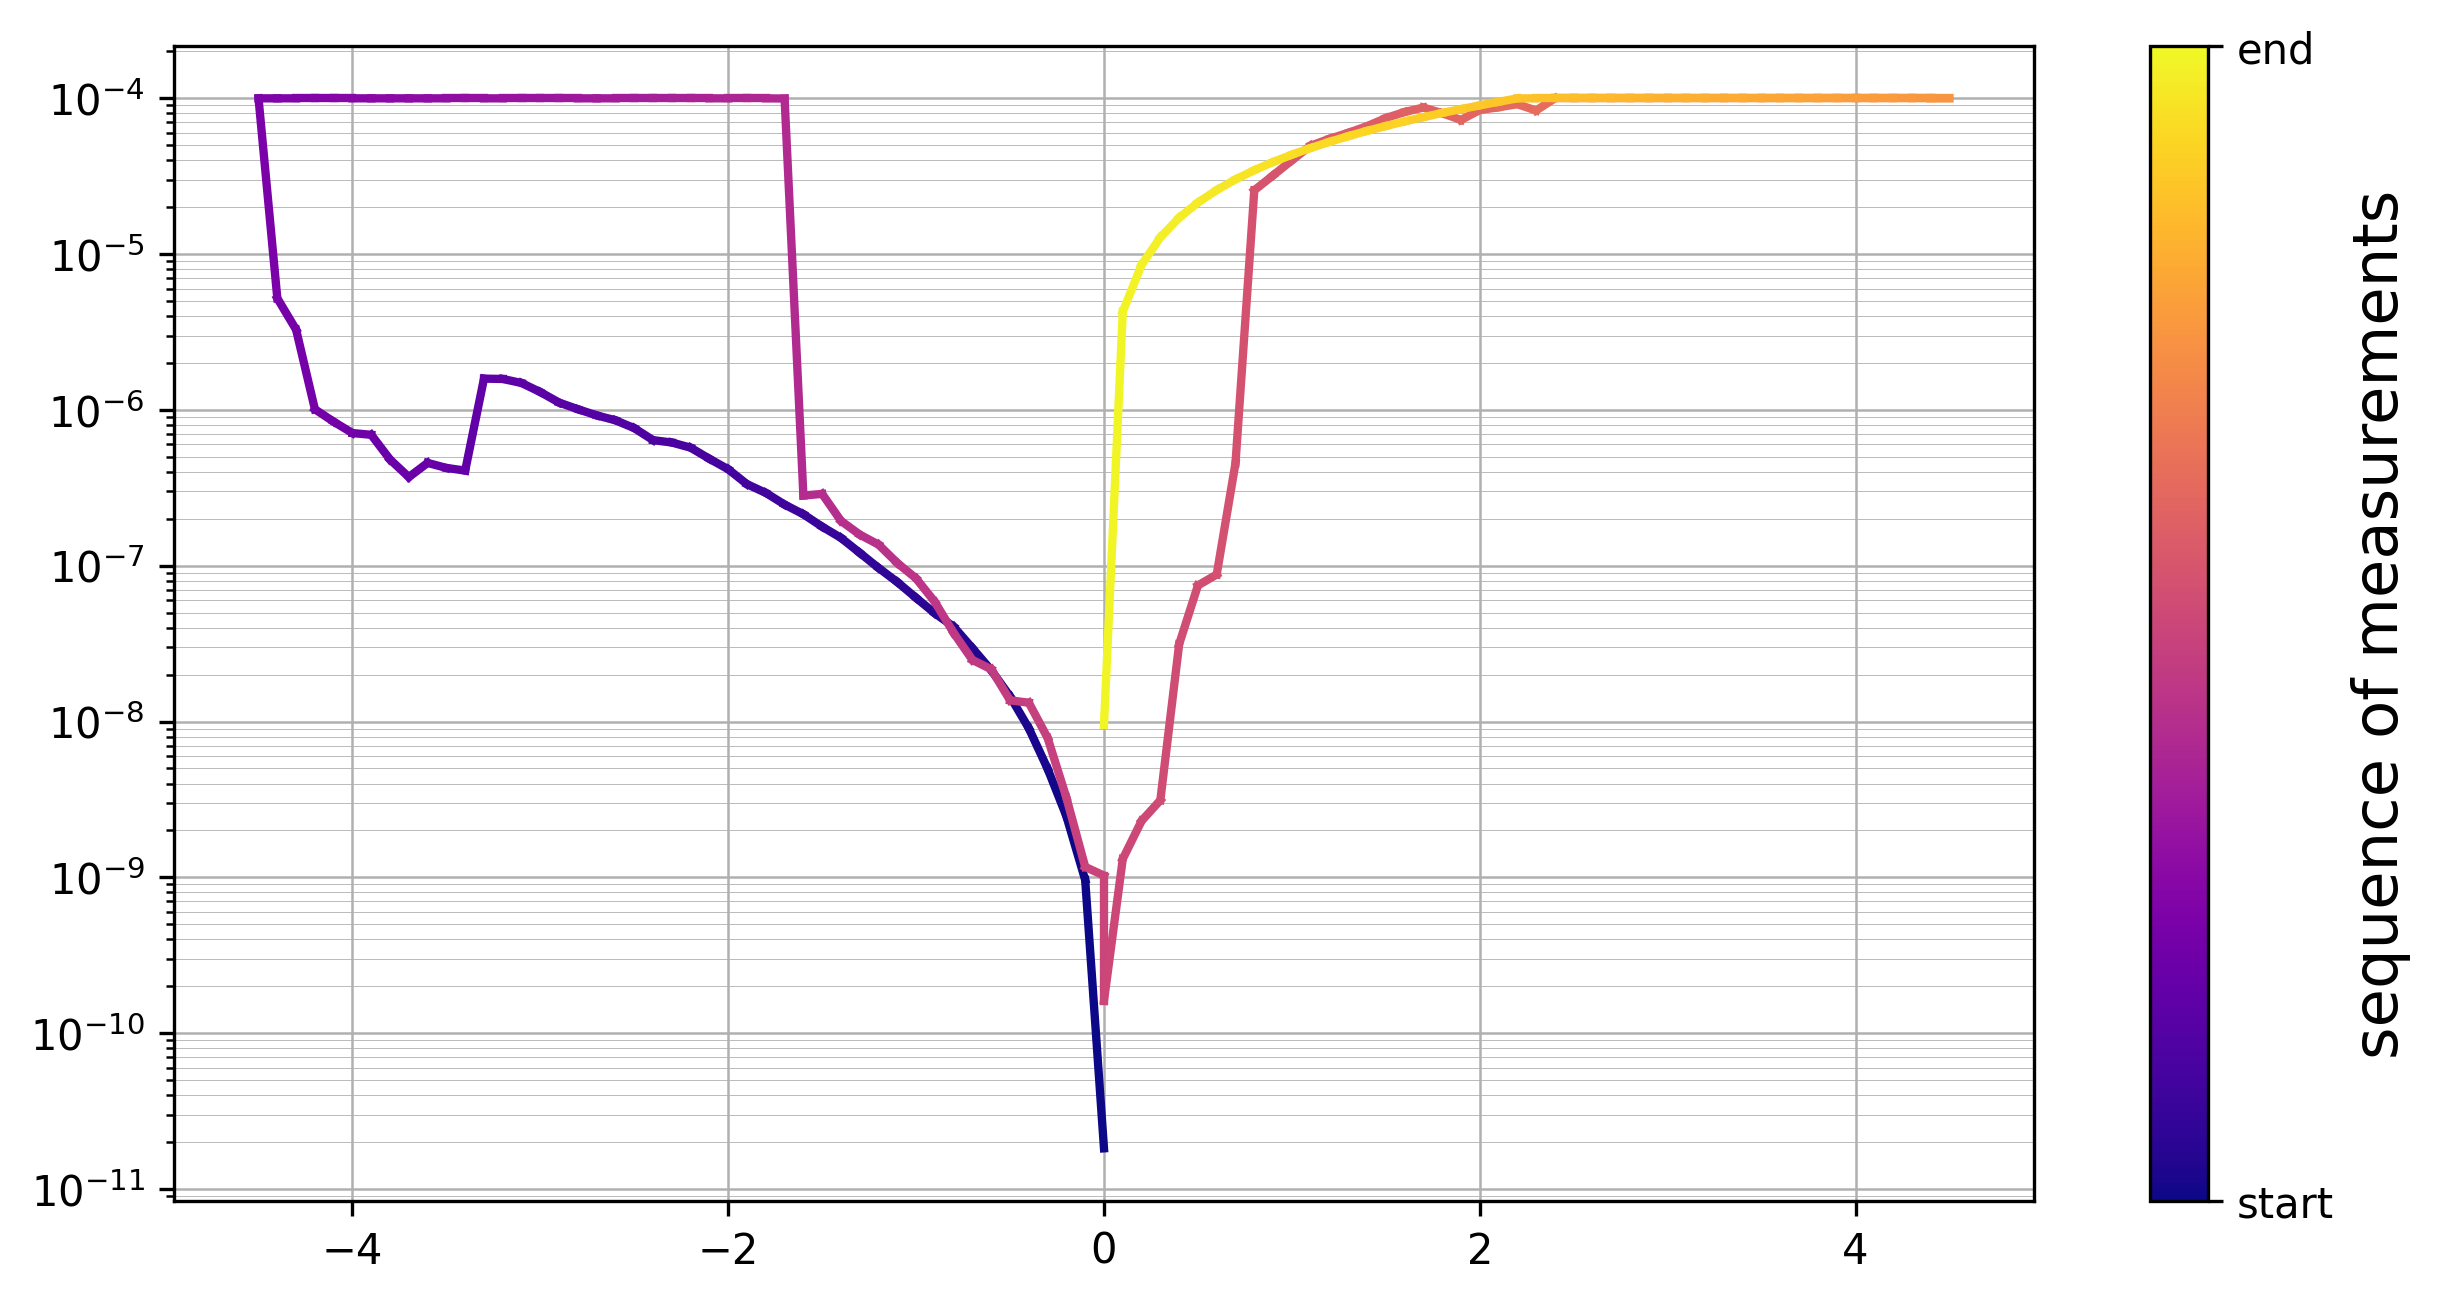 10⁻⁴
10⁻⁵
10⁻⁶
10⁻⁷
10⁻⁸
10⁻⁹
10⁻¹⁰
10⁻¹¹
−4 −2 0 2 4
end
start
sequence of measurements